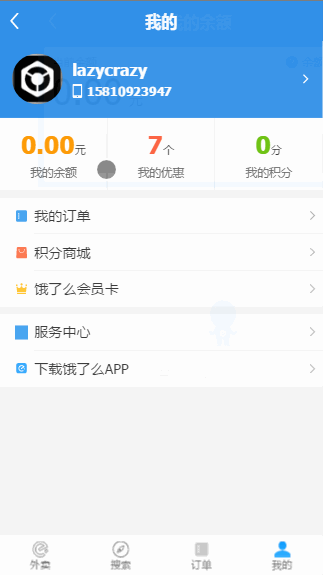 我的
lazycrazy
15810923947
0.00元
7个
0分
我的余额
我的优惠
我的积分
我的订单
积分商城
饿了么会员卡
服务中心
下载饿了么APP
外卖
搜索
订单
我的